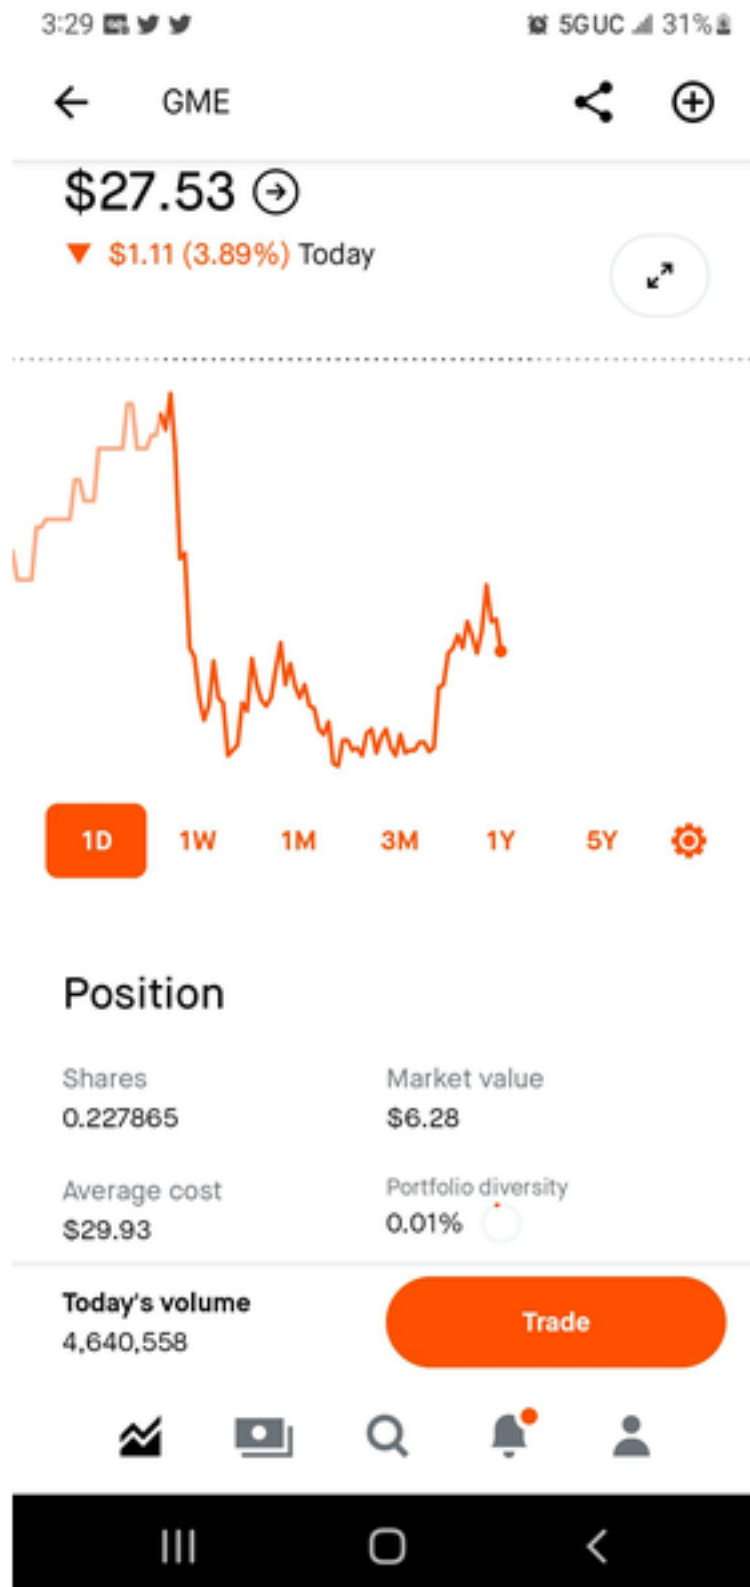 3:29 5GUC 31%
GME
$27.53
▼ $1.11 (3.89%) Today
1D 1W 1M 3M 1Y 5Y
Position
Shares Market value
0.227865 $6.28
Average cost Portfolio diversity
$29.93 0.01%
Today's volume
4,640,558
Trade